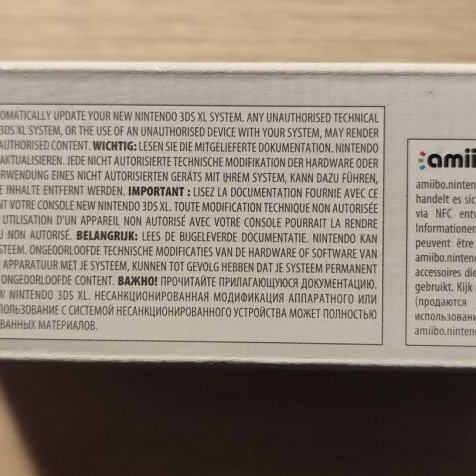 OMATICALLY UPDATE YOUR NEW NINTENDO 3DS XL SYSTEM. ANY UNAUTHORISED TECHNICAL
3DS XL SYSTEM, OR THE USE OF AN UNAUTHORISED DEVICE WITH YOUR SYSTEM, MAY RENDER
AUTHORISED CONTENT. WICHTIG: LESEN SIE DIE MITGELIEFERTE DOKUMENTATION. NINTENDO
AKTUALISIEREN. JEDE NICHT AUTORISIERTE TECHNISCHE MODIFIKATION DER HARDWARE ODER
ERWENDUNG EINES NICHT AUTORISIERTEN GERÄTS MIT IHREM SYSTEM, KANN DAZU FÜHREN,
E INHALTE ENTFERNT WERDEN. IMPORTANT : LISEZ LA DOCUMENTATION FOURNIE AVEC CE
NT VOTRE CONSOLE NEW NINTENDO 3DS XL. TOUTE MODIFICATION TECHNIQUE NON AUTORISÉE
UTILISATION D'UN APPAREIL NON AUTORISÉ AVEC VOTRE CONSOLE POURRAIT LA RENDRE
U NON AUTORISÉ. BELANGRIJK: LEES DE BIJGELEVERDE DOCUMENTATIE. NINTENDO KAN
STEEM. ONGEOORLOOFDE TECHNISCHE MODIFICATIES VAN DE HARDWARE OF SOFTWARE VAN
APPARATUUR MET JE SYSTEEM, KUNNEN TOT GEVOLG HEBBEN DAT JE SYSTEEM PERMANENT
ONGEOORLOOFDE CONTENT. ВАЖНО! ПРОЧИТАЙТЕ ПРИЛАГАЮЩУЮСЯ ДОКУМЕНТАЦИЮ.
W NINTENDO 3DS XL. НЕСАНКЦИОНИРОВАННАЯ МОДИФИКАЦИЯ АППАРАТНОГО ИЛИ
ПОЛЬЗОВАНИЕ С СИСТЕМОЙ НЕСАНКЦИОНИРОВАННОГО УСТРОЙСТВА МОЖЕТ ПОЛНОСТЬЮ
ВАННЫХ МАТЕРИАЛОВ.
amiib
amiibo.ninten
handelt es sich
via NFC entw
Informationen
peuvent être
amiibo.ninten
accessoires die
gebruikt. Kijk
(продаются
использовани
amiibo.ninten